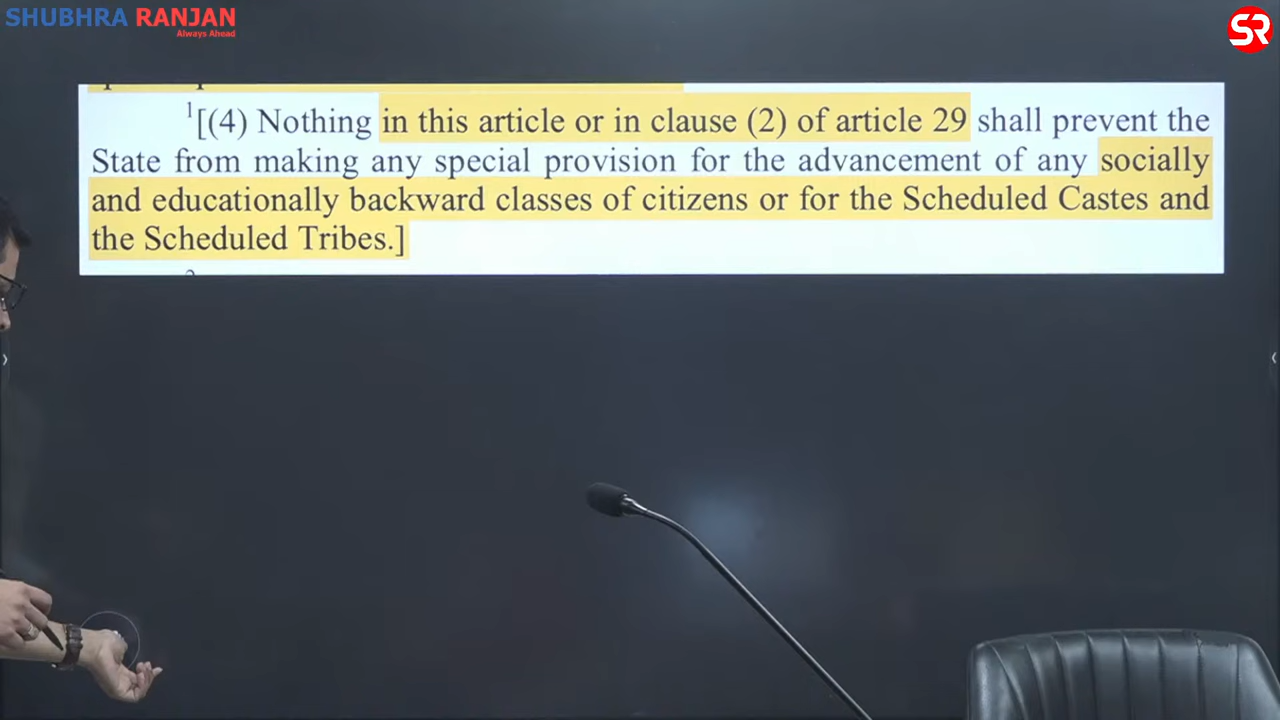 SHUBHRA RANJAN
Always Ahead
SR
¹[(4) Nothing in this article or in clause (2) of article 29 shall prevent the
State from making any special provision for the advancement of any socially
and educationally backward classes of citizens or for the Scheduled Castes and
the Scheduled Tribes.]